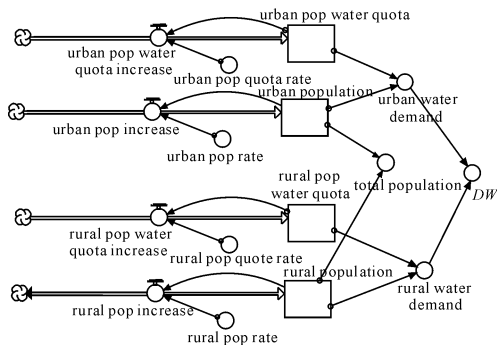 urban pop water quota
urban pop water
quota increase
urban pop quota rate
urban population
urban water
demand
urban pop increase
urban pop rate
total population
DW
rural pop
water quota
rural pop water
quota increase
rural pop quote rate
rural population
rural water
demand
rural pop increase
rural pop rate